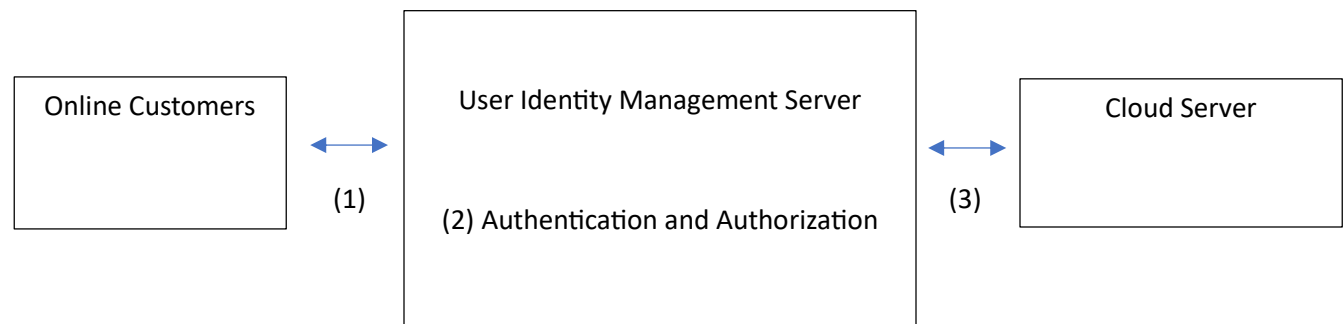 Online Customers
User Identity Management Server
Cloud Server
(1)
(2) Authentication and Authorization
(3)